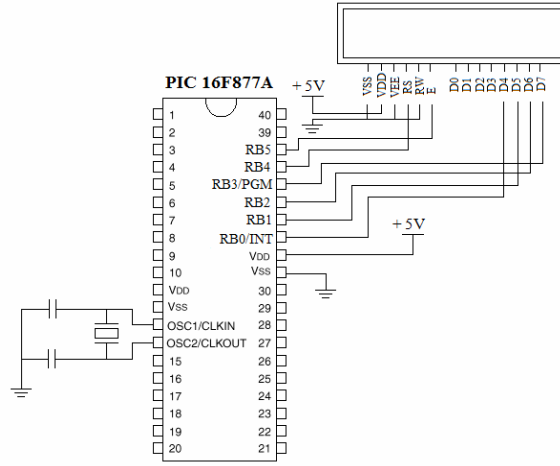 PIC 16F877A
+5V
VSS
VDD
VEE
RS
RW
E
D0
D1
D2
D3
D4
D5
D6
D7
1 40
2 39
3 RB5
4 RB4
5 RB3/PGM
6 RB2
7 RB1
8 RB0/INT
+5V
9 VDD
10 VSS
VDD 30
VSS 29
OSC1/CLKIN 28
OSC2/CLKOUT 27
15 26
16 25
17 24
18 23
19 22
20 21